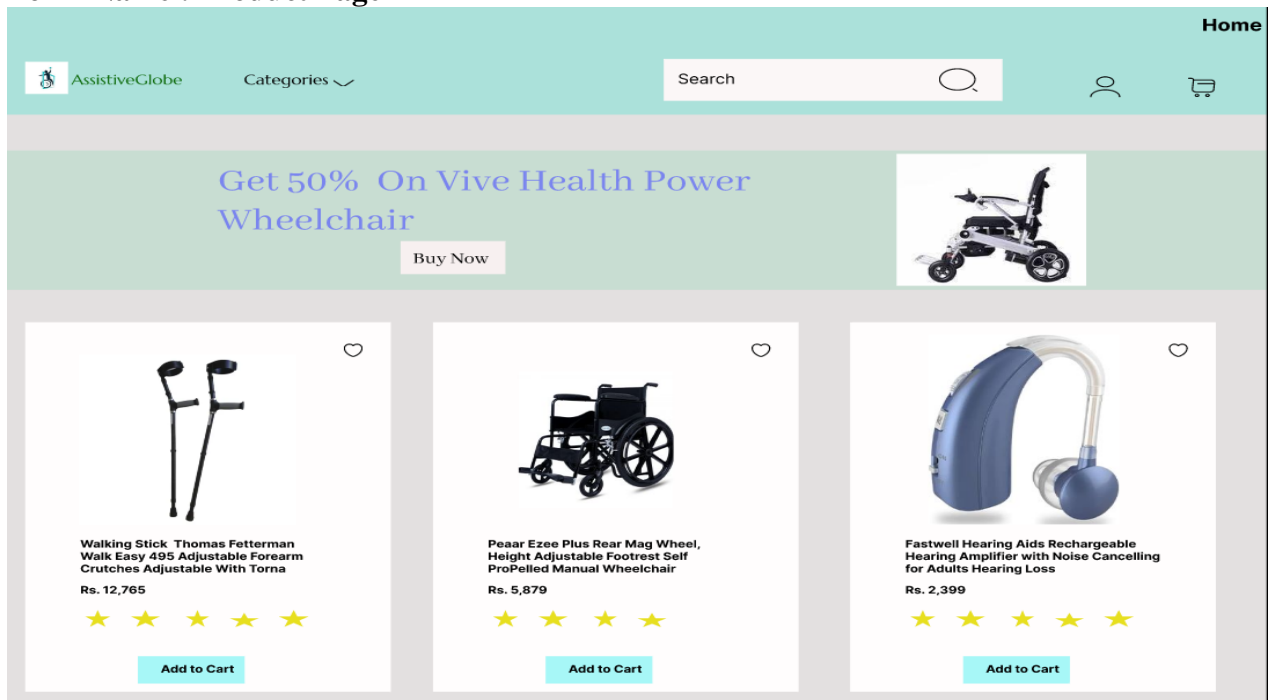 Home
AssistiveGlobe
Categories
Search
Get 50% On Vive Health Power
Wheelchair
Buy Now
Walking Stick Thomas Fetterman
Walk Easy 495 Adjustable Forearm
Crutches Adjustable With Torna
Rs. 12,765
Add to Cart
Peaar Ezee Plus Rear Mag Wheel,
Height Adjustable Footrest Self
ProPelled Manual Wheelchair
Rs. 5,879
Add to Cart
Fastwell Hearing Aids Rechargeable
Hearing Amplifier with Noise Cancelling
for Adults Hearing Loss
Rs. 2,399
Add to Cart